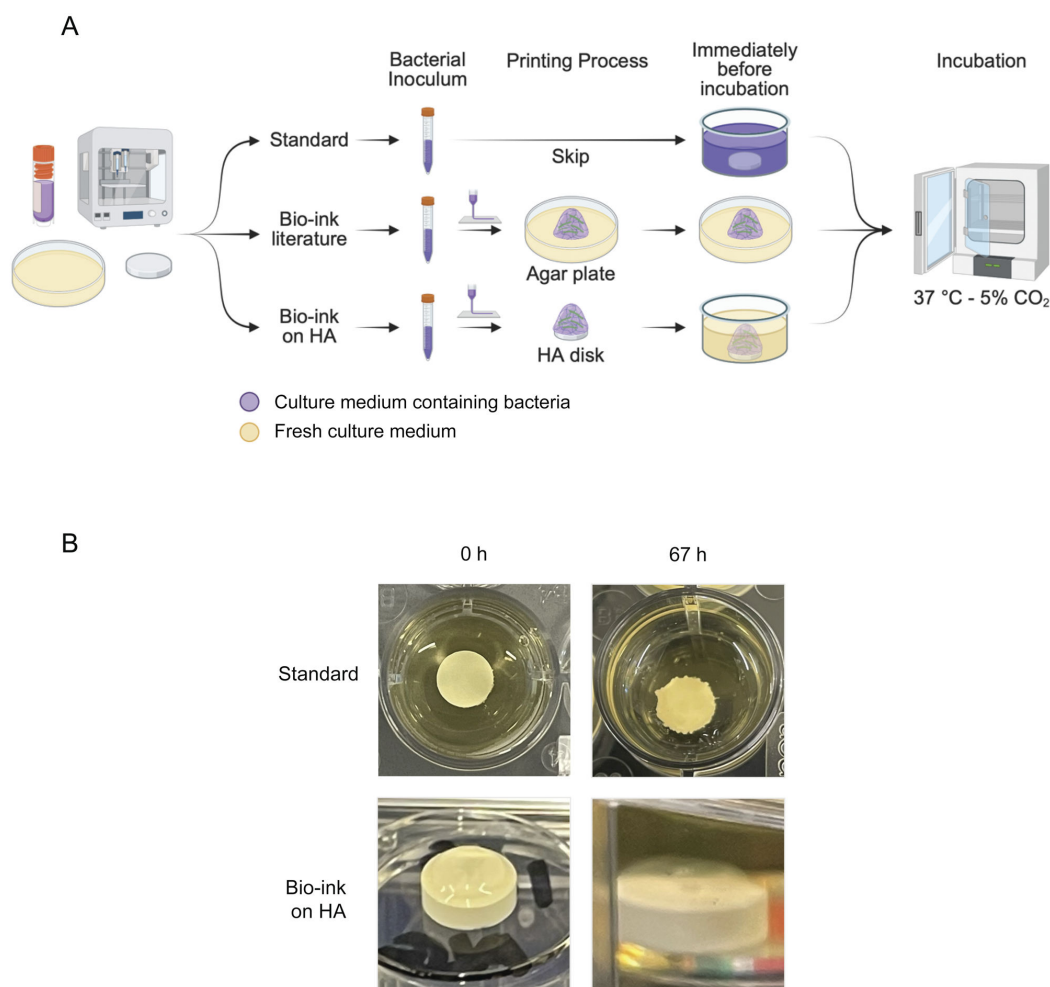 A
Bacterial
Inoculum
Printing Process
Immediately
before
incubation
Incubation
Standard
Skip
Bio-ink
literature
Agar plate
Bio-ink
on HA
HA disk
37 °C - 5% CO₂
Culture medium containing bacteria
Fresh culture medium
B
0 h
67 h
Standard
Bio-ink
on HA